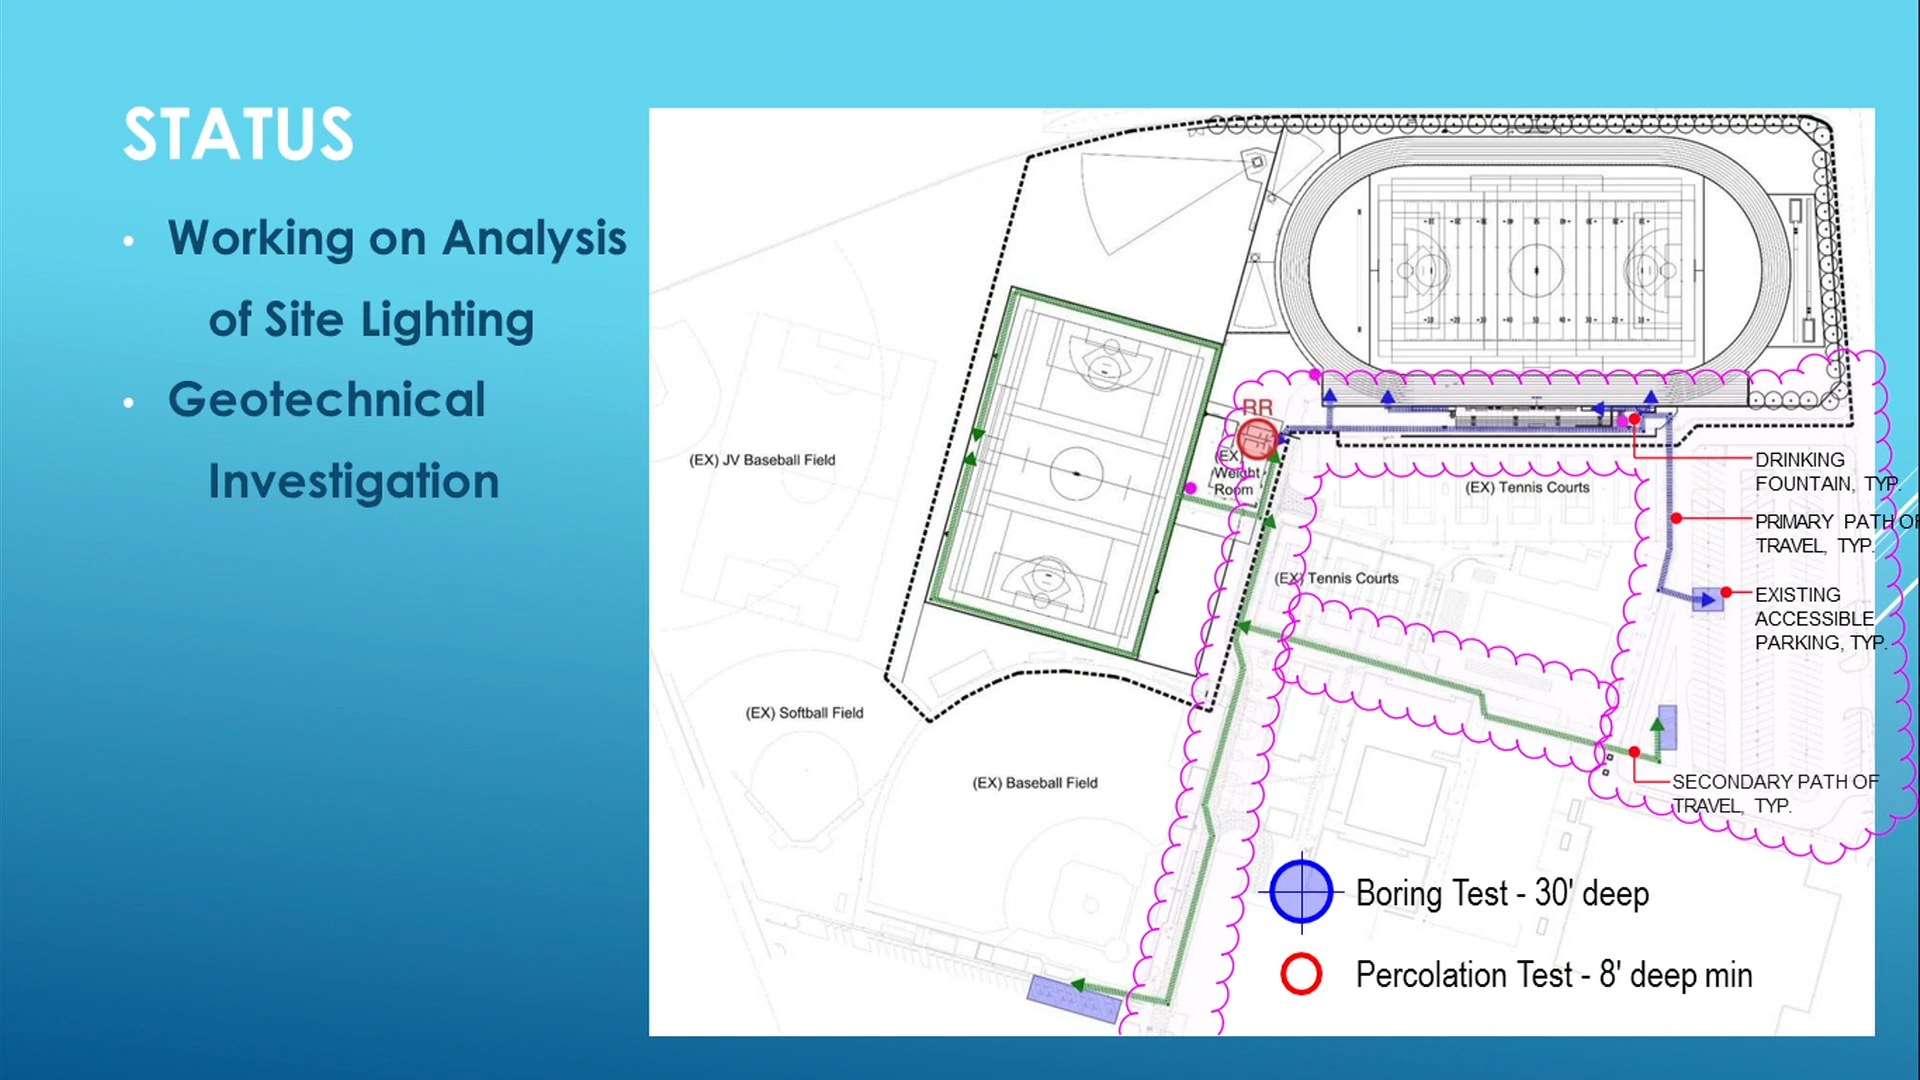 STATUS
• Working on Analysis
of Site Lighting
• Geotechnical
Investigation
RR
(EX) JV Baseball Field
(EX)
Weight
Room
(EX) Tennis Courts
DRINKING
FOUNTAIN, TYP.
PRIMARY PATH OF
TRAVEL, TYP.
(EX) Tennis Courts
EXISTING
ACCESSIBLE
PARKING, TYP.
(EX) Softball Field
(EX) Baseball Field
SECONDARY PATH OF
TRAVEL, TYP.
Boring Test - 30' deep
Percolation Test - 8' deep min